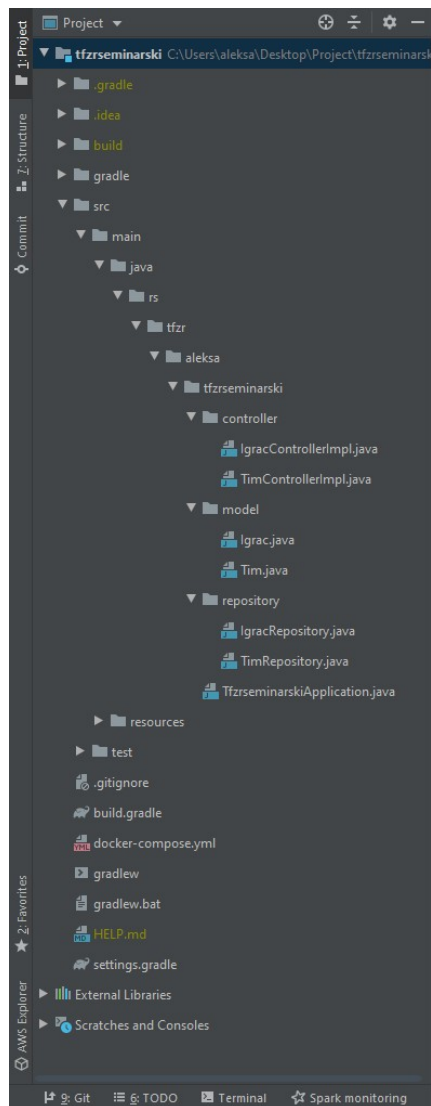 Project
tfzrseminarski C:\Users\aleksa\Desktop\Project\tfzrseminarsk
.gradle
.idea
build
gradle
src
main
java
rs
tfzr
aleksa
tfzrseminarski
controller
IgracControllerImpl.java
TimControllerImpl.java
model
Igrac.java
Tim.java
repository
IgracRepository.java
TimRepository.java
TfzrseminarskiApplication.java
resources
test
.gitignore
build.gradle
docker-compose.yml
gradlew
gradlew.bat
HELP.md
settings.gradle
External Libraries
Scratches and Consoles
1: Project
7: Structure
Commit
2: Favorites
AWS Explorer
9: Git 6: TODO Terminal Spark monitoring